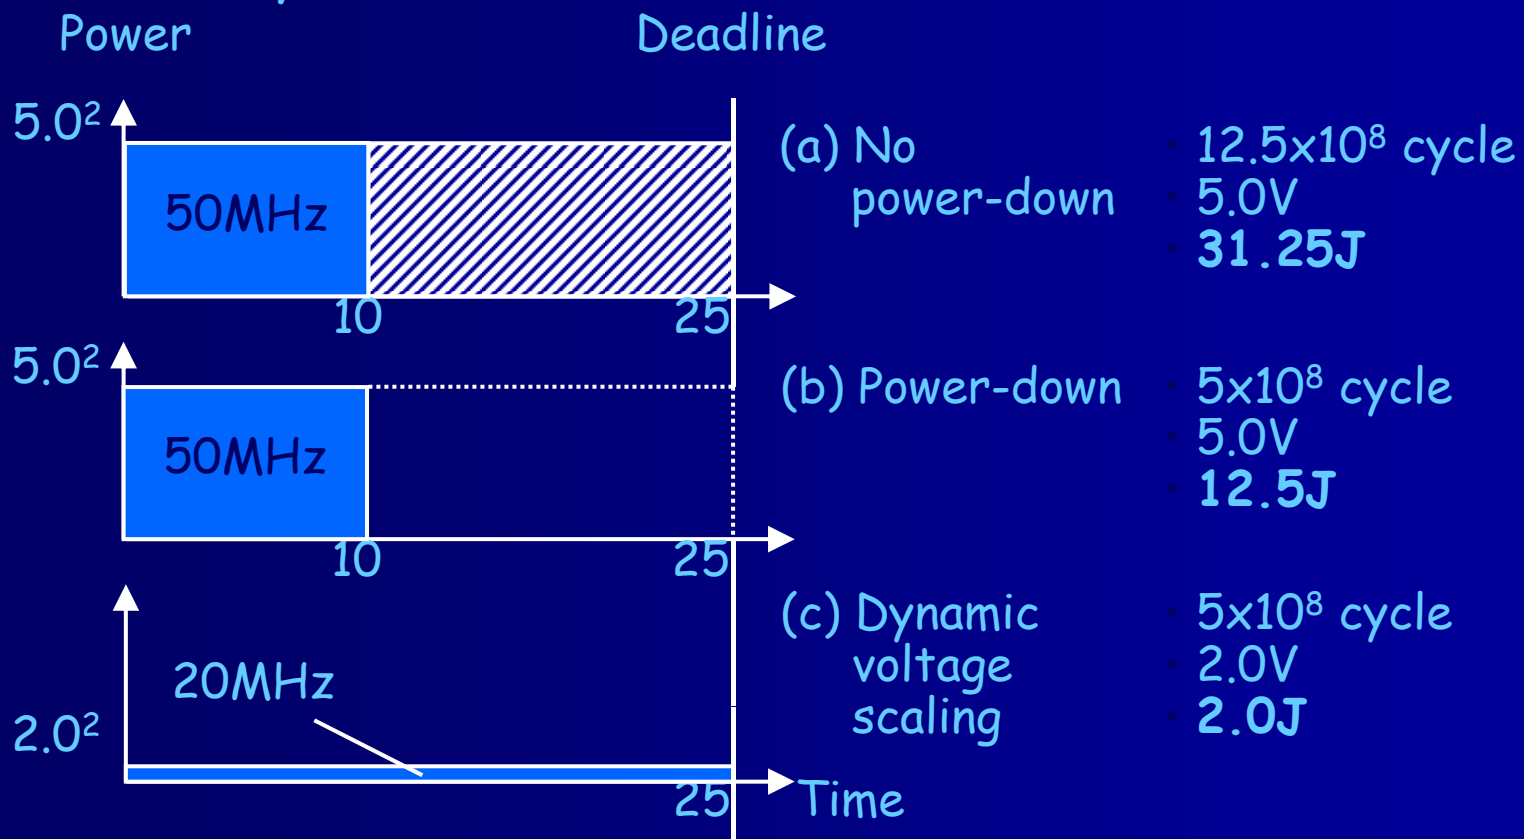 Power
Deadline
5.0²
50MHz
10
25
(a) No
power-down
12.5x10⁸ cycle
5.0V
31.25J
5.0²
50MHz
10
25
(b) Power-down
5x10⁸ cycle
5.0V
12.5J
20MHz
2.0²
25
Time
(c) Dynamic
voltage
scaling
5x10⁸ cycle
2.0V
2.0J